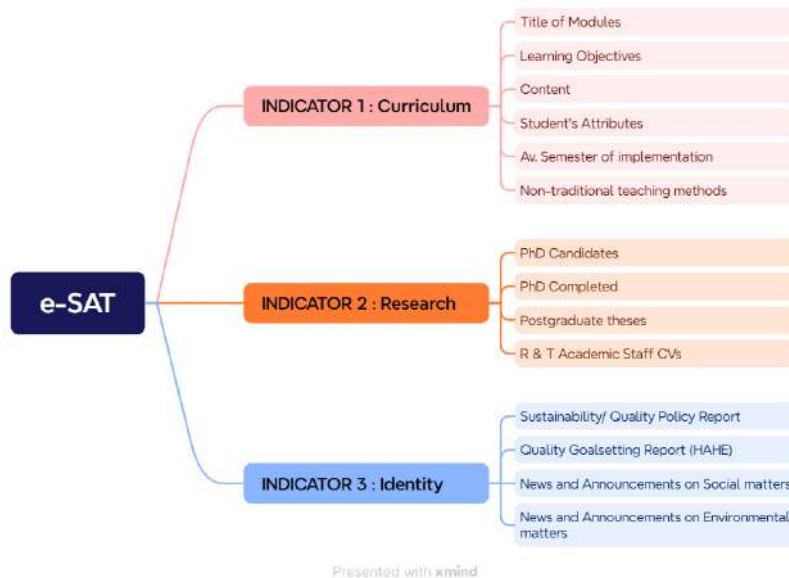 e-SAT
INDICATOR 1 : Curriculum
Title of Modules
Learning Objectives
Content
Student's Attributes
Av. Semester of implementation
Non-traditional teaching methods
INDICATOR 2 : Research
PhD Candidates
PhD Completed
Postgraduate theses
R & T Academic Staff CVs
INDICATOR 3 : Identity
Sustainability/ Quality Policy Report
Quality Goalsetting Report (HAHE)
News and Announcements on Social matters
News and Announcements on Environmental
matters
Presented with xmind